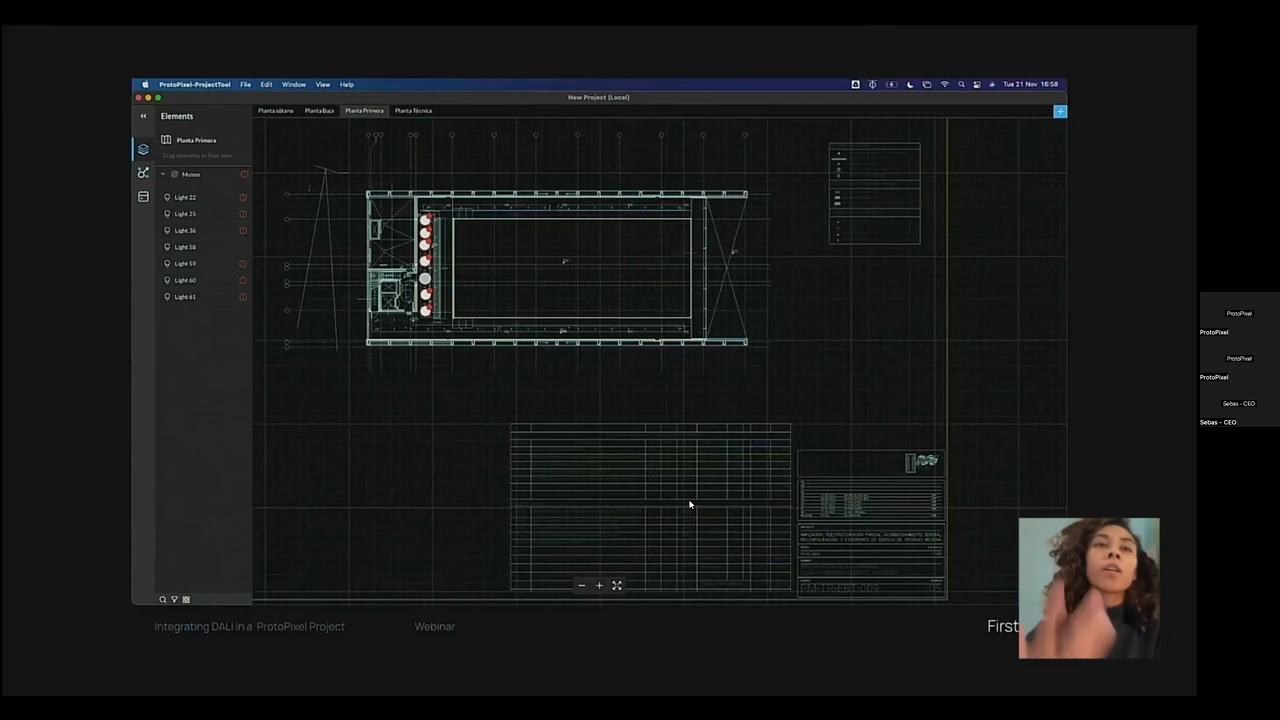 ProtoPixel-ProjectTool File Edit Window View Help
Tue 21 Nov 16:58
New Project (Local)
Elements
Planta sótano Planta Baja Planta Primera Planta Técnica
Planta Primera
Drag elements to floor plan
Museo
Light 22
Light 25
Light 36
Light 58
Light 59
Light 60
Light 61
Integrating DALI in a ProtoPixel Project
Webinar
First
ProtoPixel
ProtoPixel
ProtoPixel
ProtoPixel
Sebas - CEO
Sebas - CEO